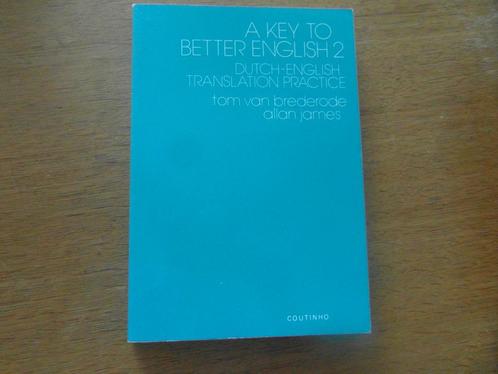 A KEY TO
BETTER ENGLISH 2
DUTCH-ENGLISH
TRANSLATION PRACTICE
tom van brederode
allan james
COUTINHO